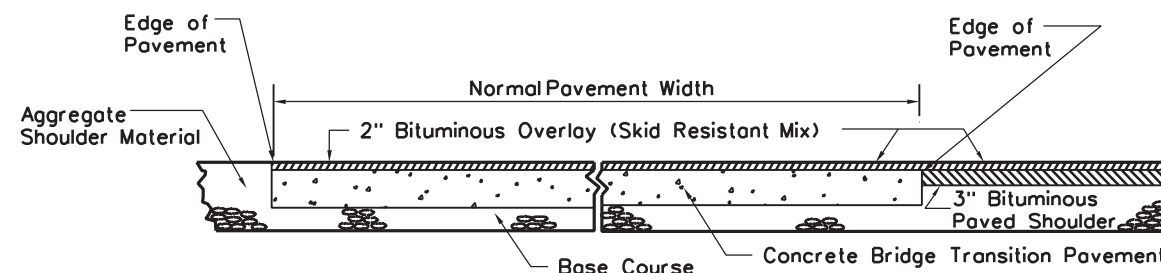 Edge of
Pavement
Edge of
Pavement
Normal Pavement Width
Aggregate
Shoulder Material
2" Bituminous Overlay (Skid Resistant Mix)
3" Bituminous
Paved Shoulder
Concrete Bridge Transition Pavement
Base Course